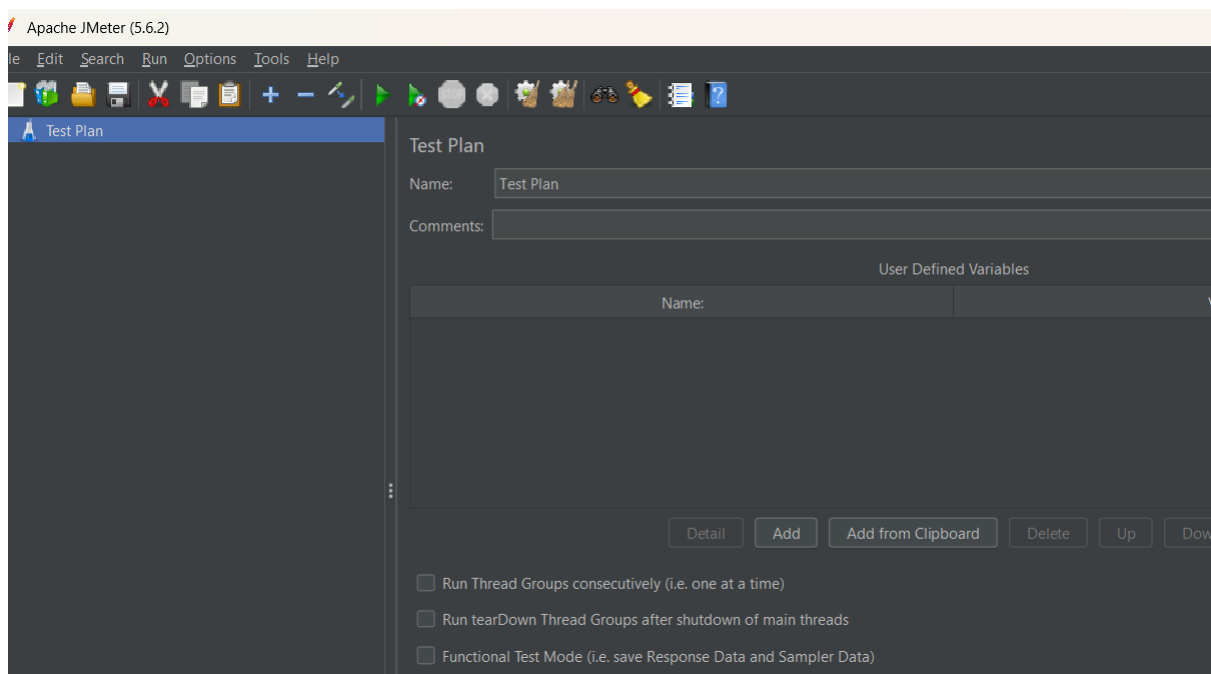 Apache JMeter (5.6.2)
le Edit Search Run Options Tools Help
STOP
Test Plan
Test Plan
Name: Test Plan
Comments:
User Defined Variables
Name:
Detail Add Add from Clipboard Delete Up Dow
Run Thread Groups consecutively (i.e. one at a time)
Run tearDown Thread Groups after shutdown of main threads
Functional Test Mode (i.e. save Response Data and Sampler Data)